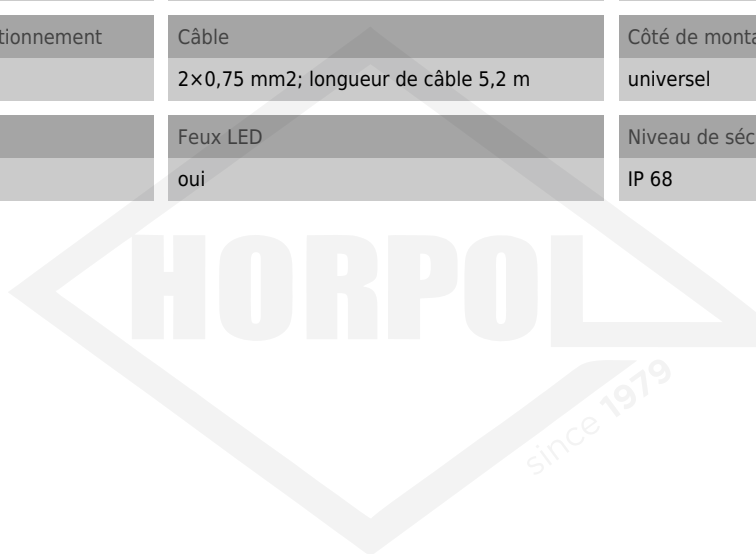 tionnement
Câble
Côté de monta
2×0,75 mm2; longueur de câble 5,2 m
universel
Feux LED
Niveau de séc
oui
IP 68
HORPOL
since 1979